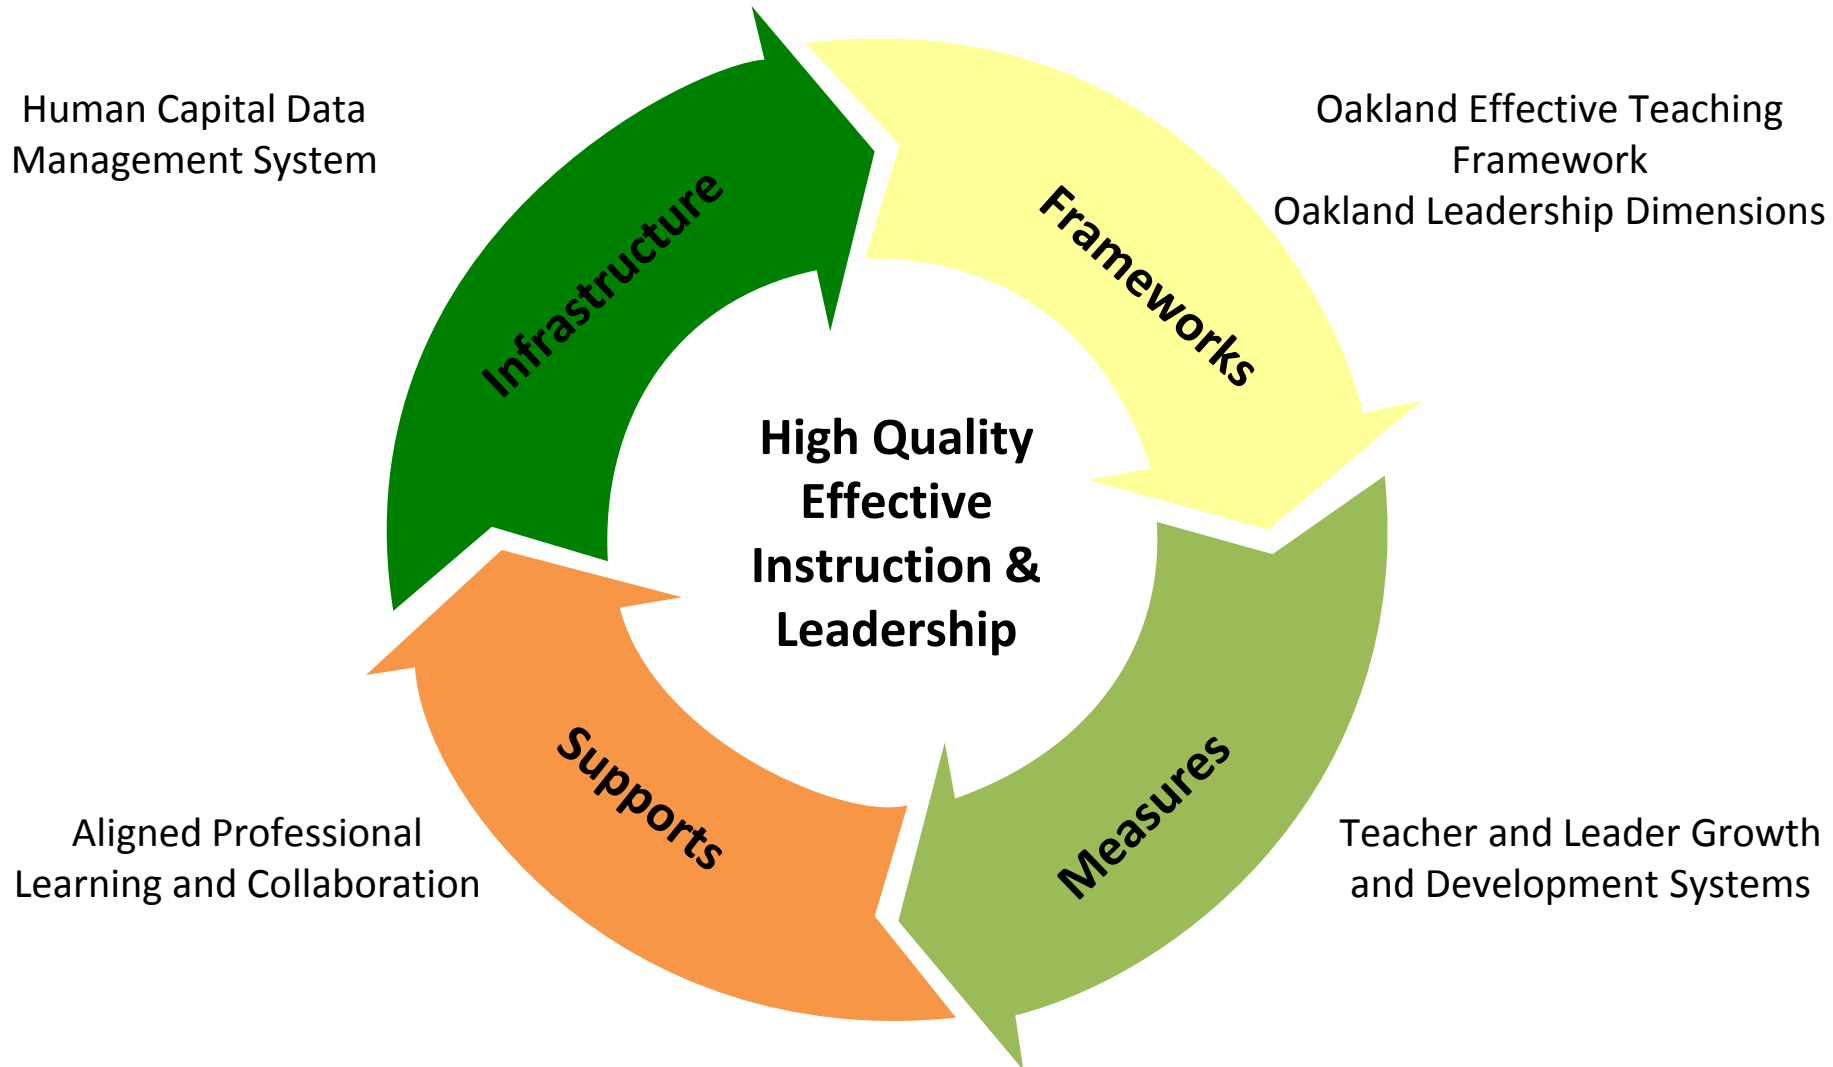 Human Capital Data
Management System
Infrastructure
Frameworks
Oakland Effective Teaching
Framework
Oakland Leadership Dimensions
High Quality
Effective
Instruction &
Leadership
Supports
Aligned Professional
Learning and Collaboration
Measures
Teacher and Leader Growth
and Development Systems